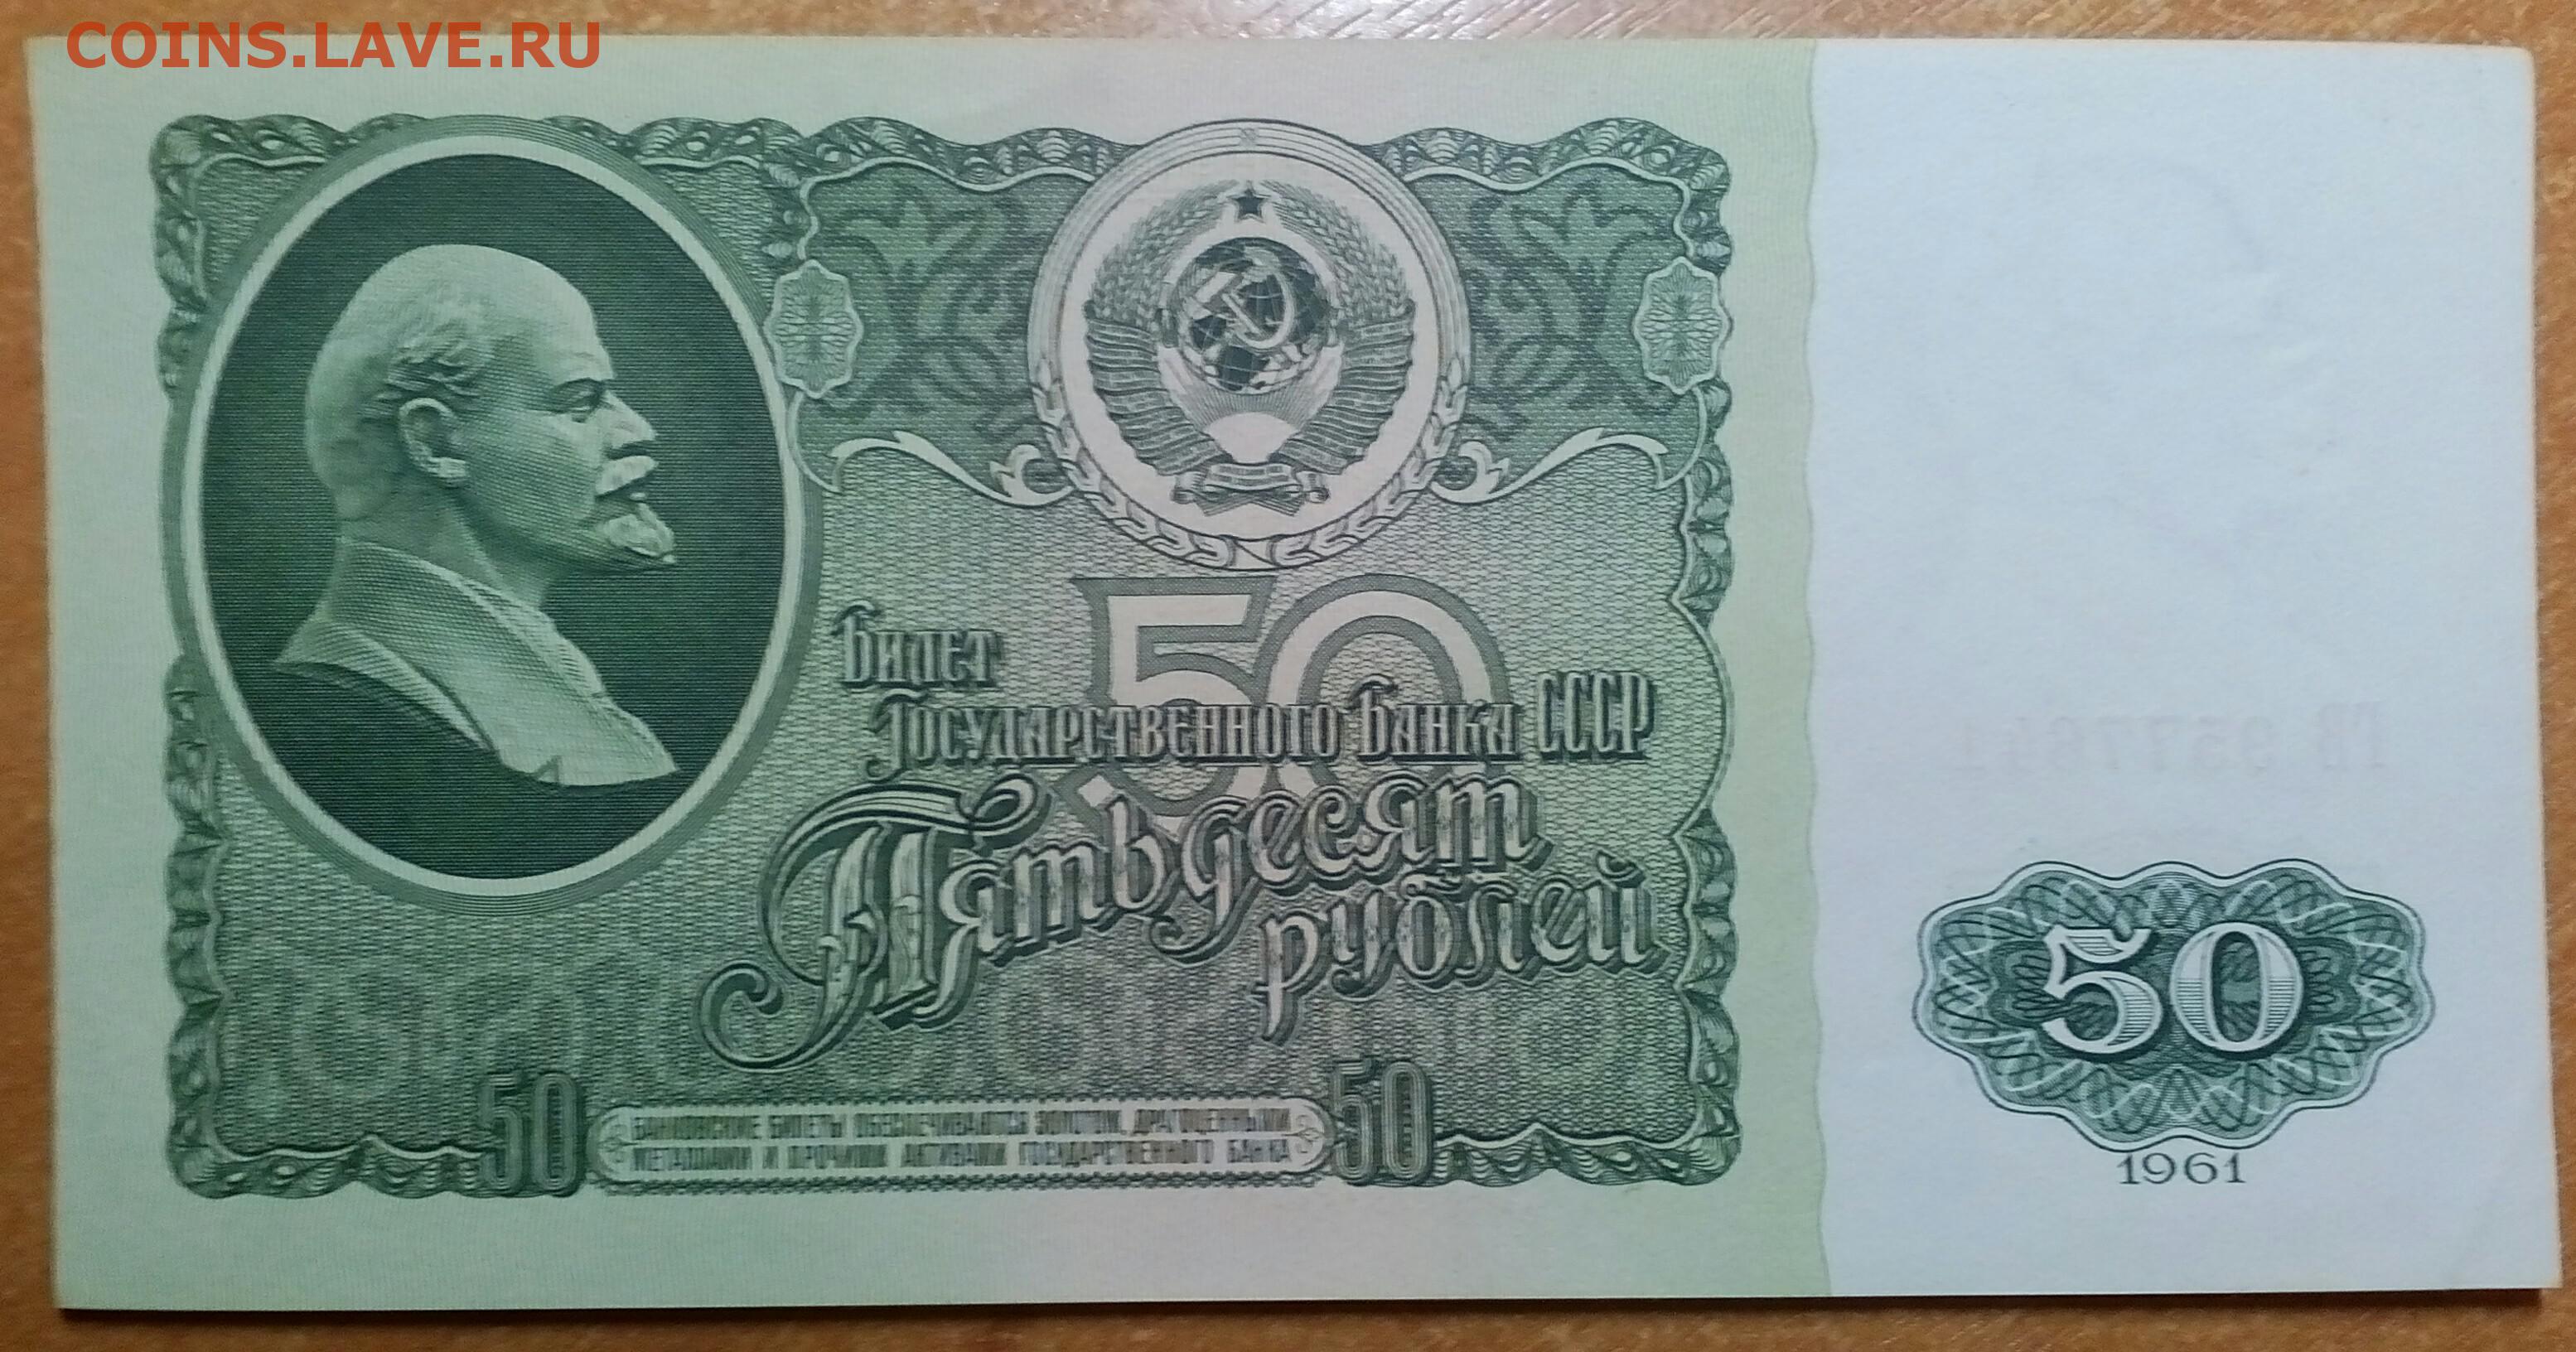 COINS.LAVE.RU
50
Билет
Государственного Банка СССР
Пятьдесят
рублей
50
50
БАНКОВСКИЕ БИЛЕТЫ ОБЕСПЕЧИВАЮТСЯ ЗОЛОТОМ, ДРАГОЦЕННЫМИ
МЕТАЛЛАМИ И ПРОЧИМИ АКТИВАМИ ГОСУДАРСТВЕННОГО БАНКА
50
1961